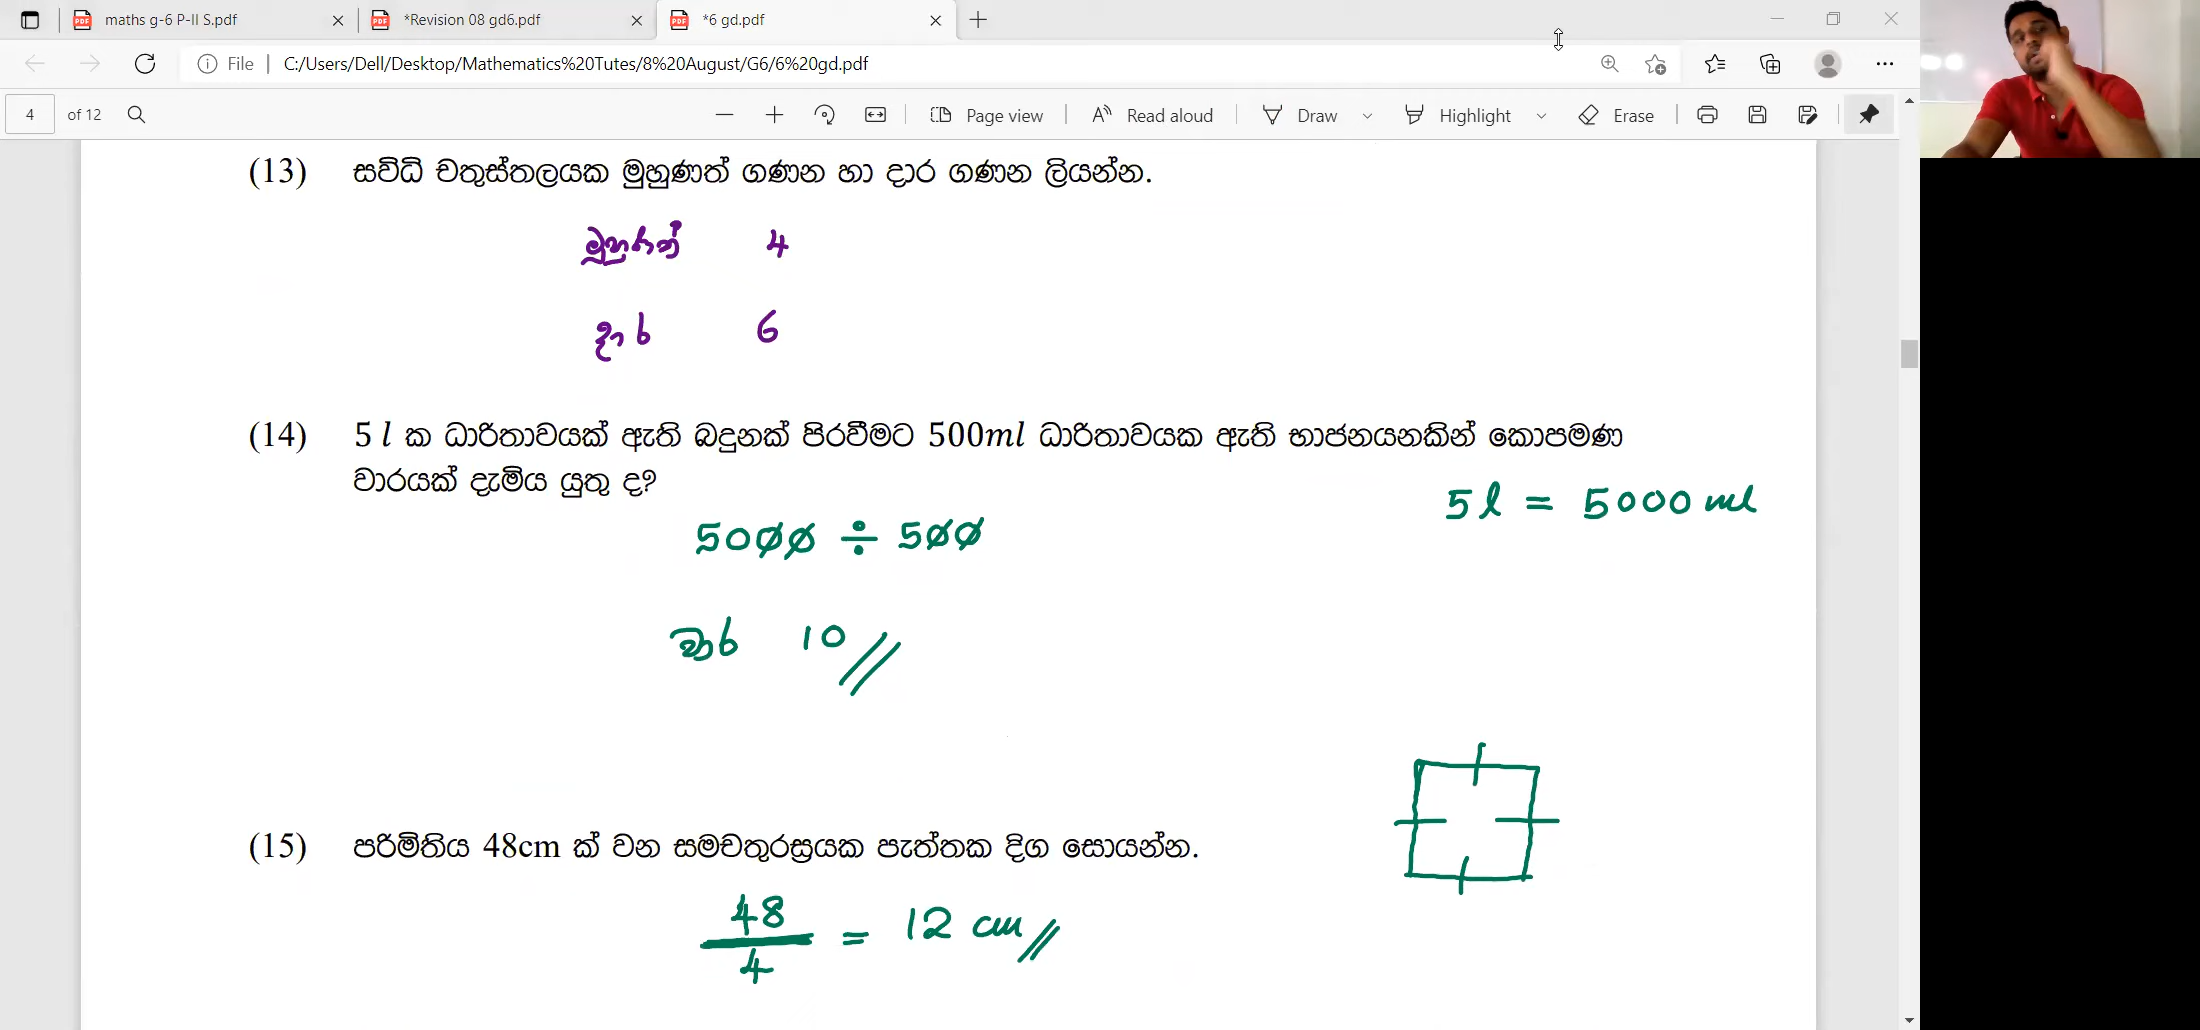 maths g-6 P-II S.pdf
*Revision 08 gd6.pdf
*6 gd.pdf
File C:/Users/Dell/Desktop/Mathematics%20Tutes/8%20August/G6/6%20gd.pdf
4 of 12 Page view Read aloud Draw Highlight Erase
(13) සවිධි චතුස්තලයක මුහුණත් ගණන හා දාර ගණන ලියන්න.
මුහුණත් 4
දාර 6
(14) 5 l ක ධාරිතාවයක් ඇති බඳුනක් පිරවීමට 500ml ධාරිතාවයක ඇති භාජනයනකින් කොපමණ
වාරයක් දැමිය යුතු ද?
5l = 5000 ml
5000 ÷ 500
වාර 10
(15) පරිමිතිය 48cm ක් වන සමචතුරස්‍රයක පැත්තක දිග සොයන්න.
48
= 12 cm
4